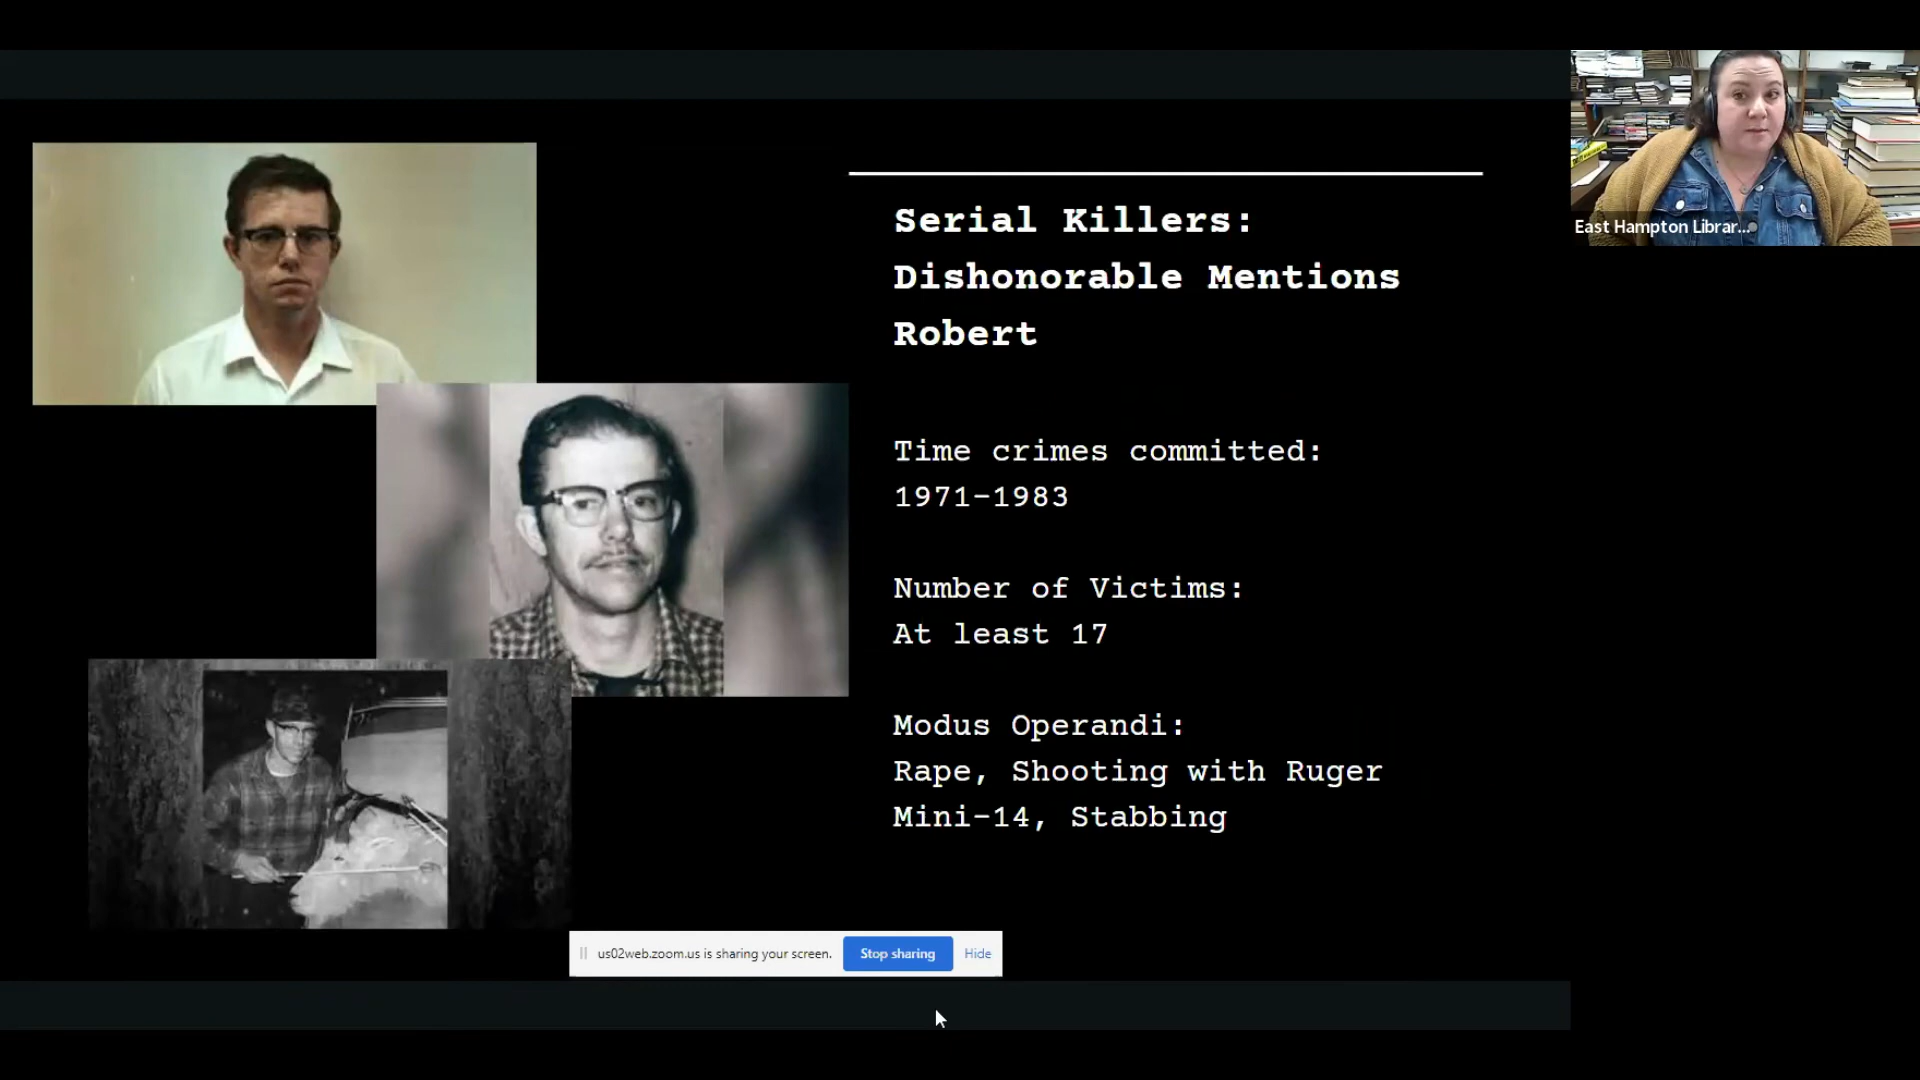 Serial Killers:
Dishonorable Mentions
Robert
Time crimes committed:
1971-1983
Number of Victims:
At least 17
Modus Operandi:
Rape, Shooting with Ruger
Mini-14, Stabbing
East Hampton Librar...
us02web.zoom.us is sharing your screen.
Stop sharing
Hide